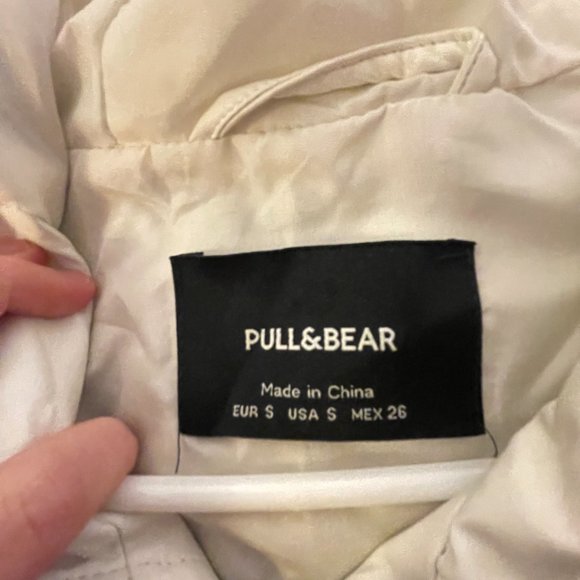 PULL&BEAR
Made in China
EUR S USA S MEX 26